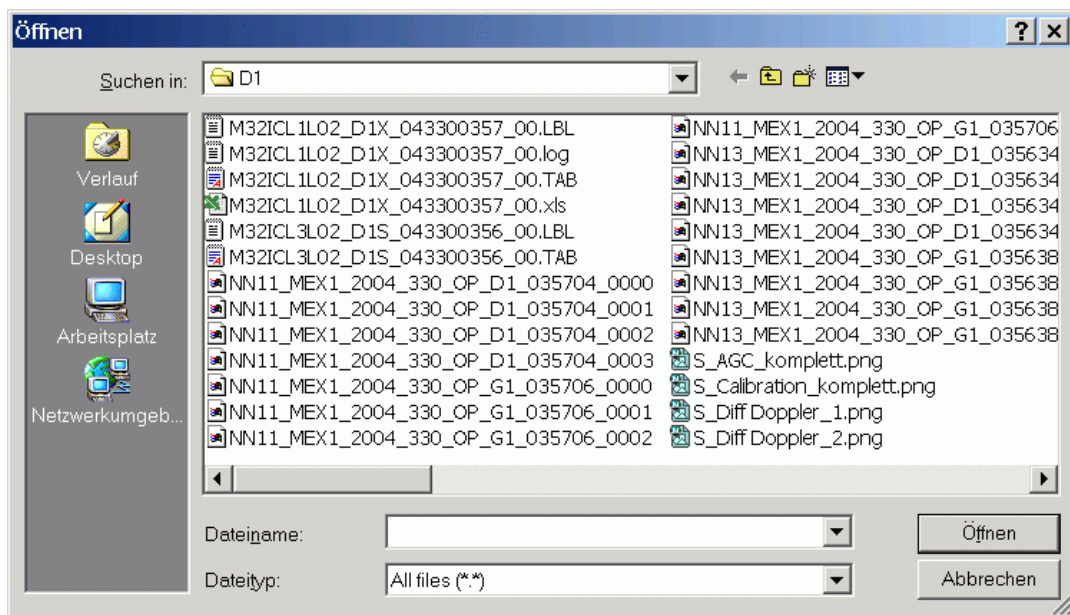 Öffnen
Suchen in:
D1
Verlauf
Desktop
Arbeitsplatz
Netzwerkumgeb...
M32ICL1L02_D1X_043300357_00.LBL
M32ICL1L02_D1X_043300357_00.log
M32ICL1L02_D1X_043300357_00.TAB
M32ICL1L02_D1X_043300357_00.xls
M32ICL3L02_D1S_043300356_00.LBL
M32ICL3L02_D1S_043300356_00.TAB
NN11_MEX1_2004_330_OP_D1_035704_0000
NN11_MEX1_2004_330_OP_D1_035704_0001
NN11_MEX1_2004_330_OP_D1_035704_0002
NN11_MEX1_2004_330_OP_D1_035704_0003
NN11_MEX1_2004_330_OP_G1_035706_0000
NN11_MEX1_2004_330_OP_G1_035706_0001
NN11_MEX1_2004_330_OP_G1_035706_0002
NN11_MEX1_2004_330_OP_G1_035706
NN13_MEX1_2004_330_OP_D1_035634
NN13_MEX1_2004_330_OP_D1_035634
NN13_MEX1_2004_330_OP_D1_035634
NN13_MEX1_2004_330_OP_D1_035634
NN13_MEX1_2004_330_OP_G1_035638
NN13_MEX1_2004_330_OP_G1_035638
NN13_MEX1_2004_330_OP_G1_035638
NN13_MEX1_2004_330_OP_G1_035638
S_AGC_komplett.png
S_Calibration_komplett.png
S_Diff Doppler_1.png
S_Diff Doppler_2.png
Dateiname:
Öffnen
Dateityp:
All files (*.*)
Abbrechen